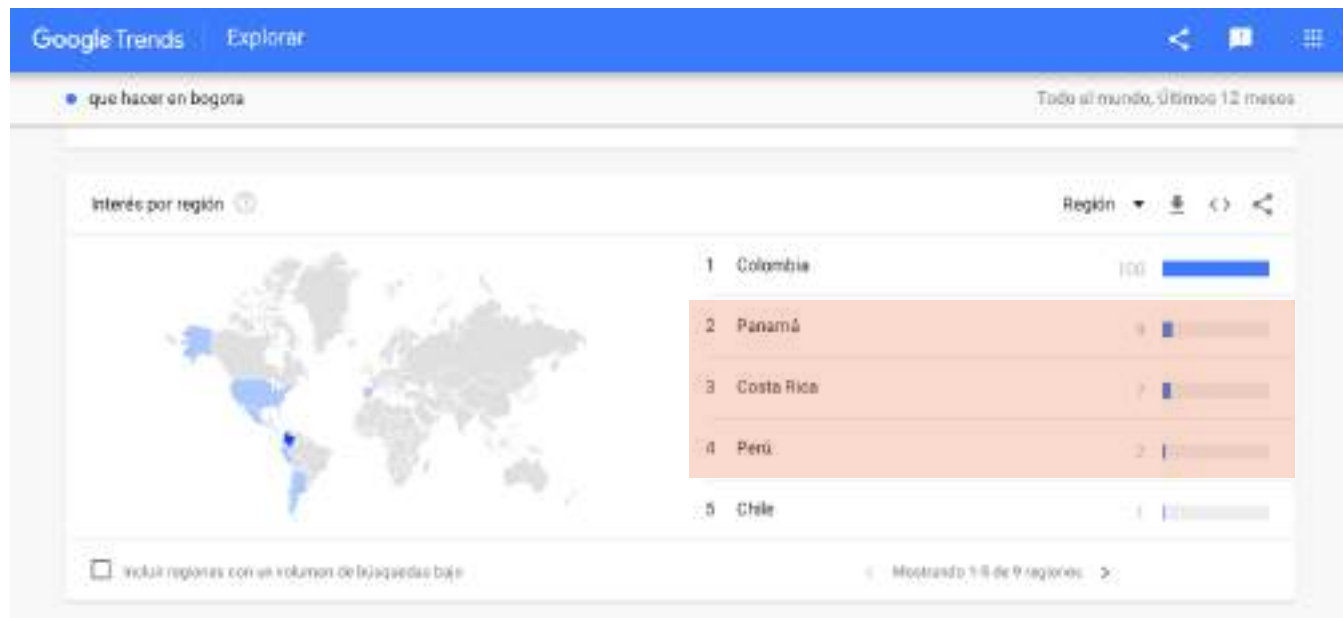 Google Trends Explorar
que hacer en bogota Todo el mundo, Últimos 12 meses
Interés por región Región
1 Colombia 100
2 Panamá 9
3 Costa Rica 7
4 Perú 2
5 Chile 1
Incluir regiones con un volumen de búsquedas bajo Mostrando 1-5 de 9 regiones